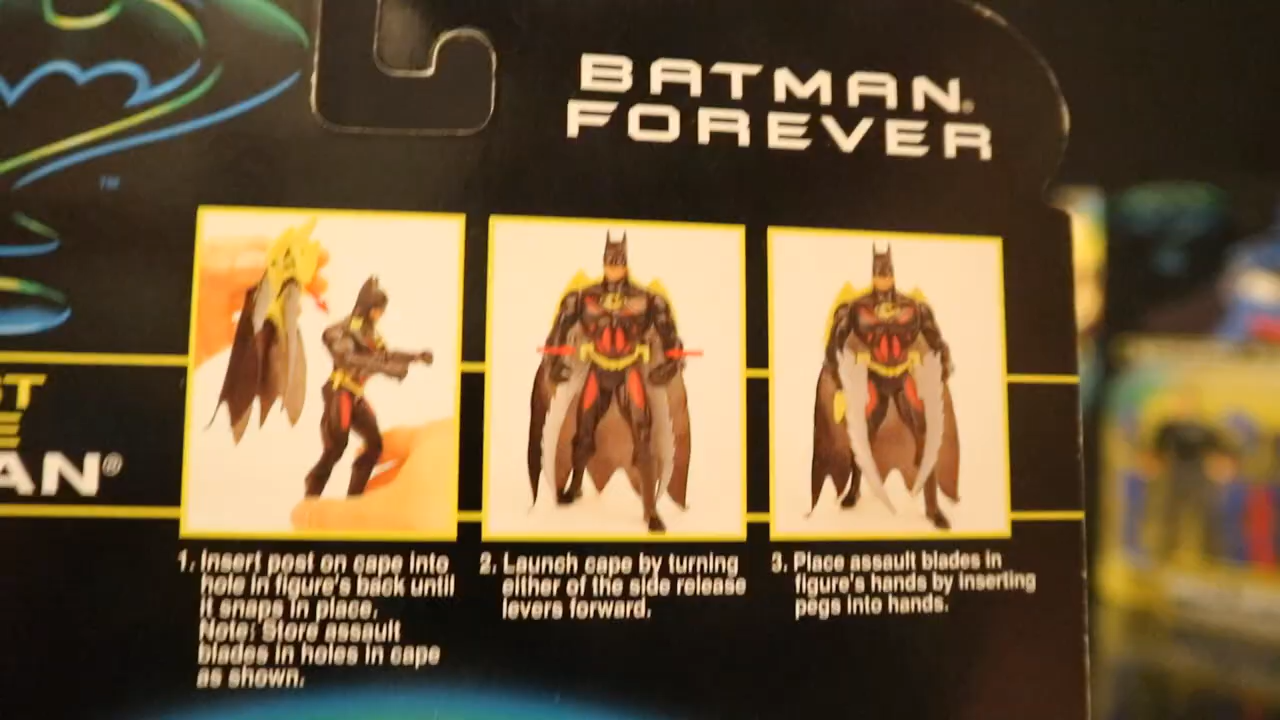 BATMAN.
FOREVER
TM
ST
E
AN®
1. Insert post on cape into
hole in figure's back until
it snaps in place.
Note: Store assault
blades in holes in cape
as shown.
2. Launch cape by turning
either of the side release
levers forward.
3. Place assault blades in
figure's hands by inserting
pegs into hands.